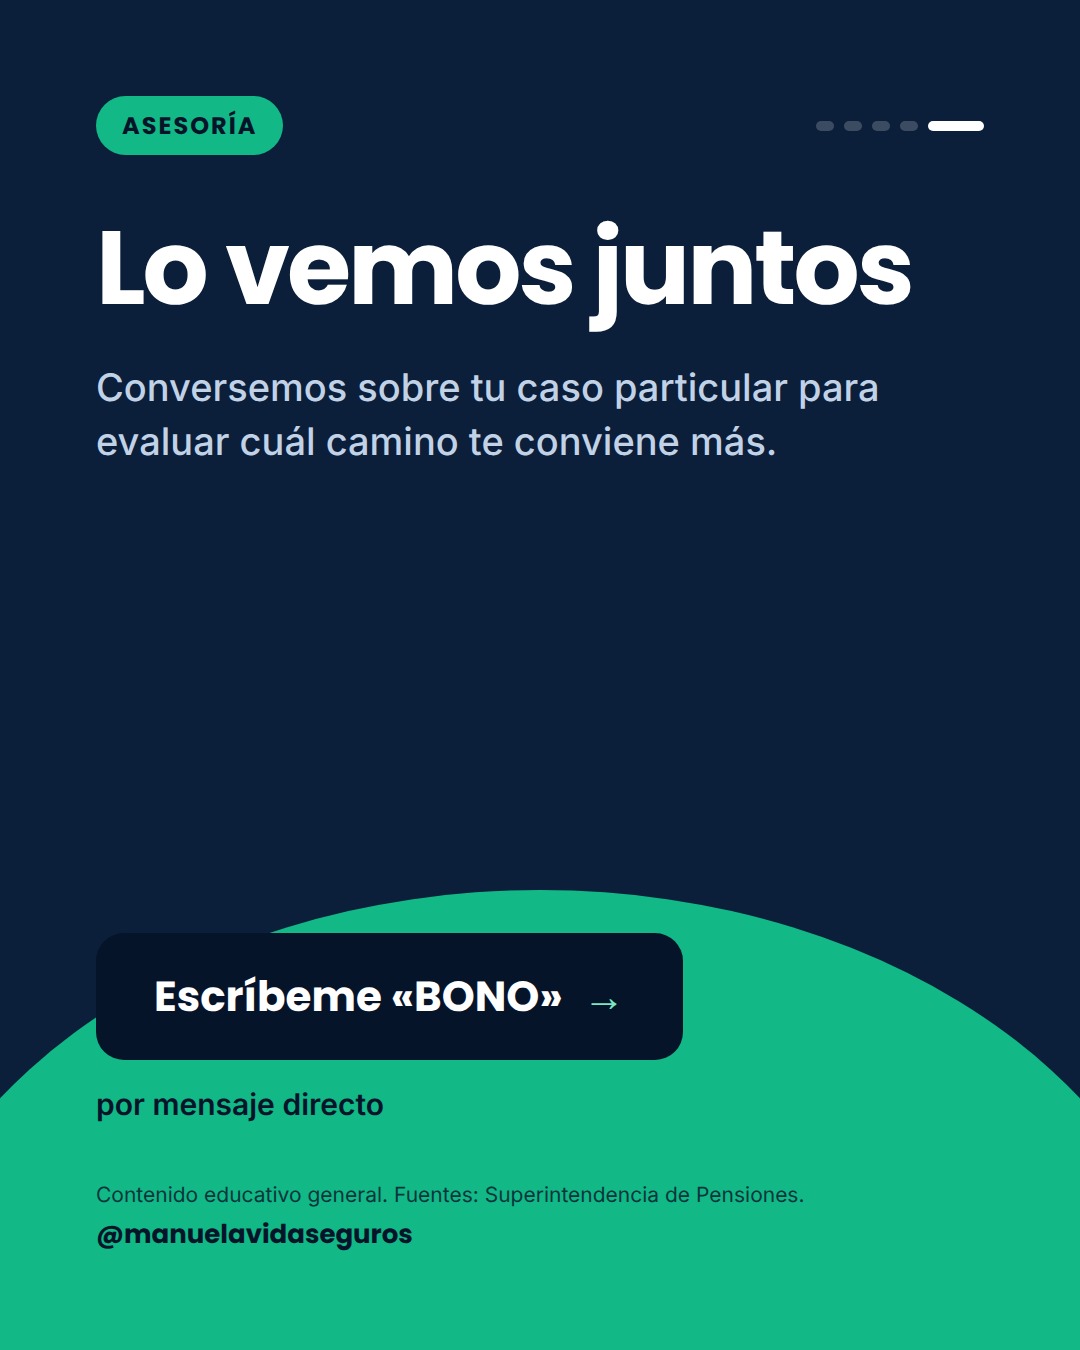 ASESORÍA
Lo vemos juntos
Conversemos sobre tu caso particular para
evaluar cuál camino te conviene más.
Escríbeme «BONO» →
por mensaje directo
Contenido educativo general. Fuentes: Superintendencia de Pensiones.
@manuelavidaseguros